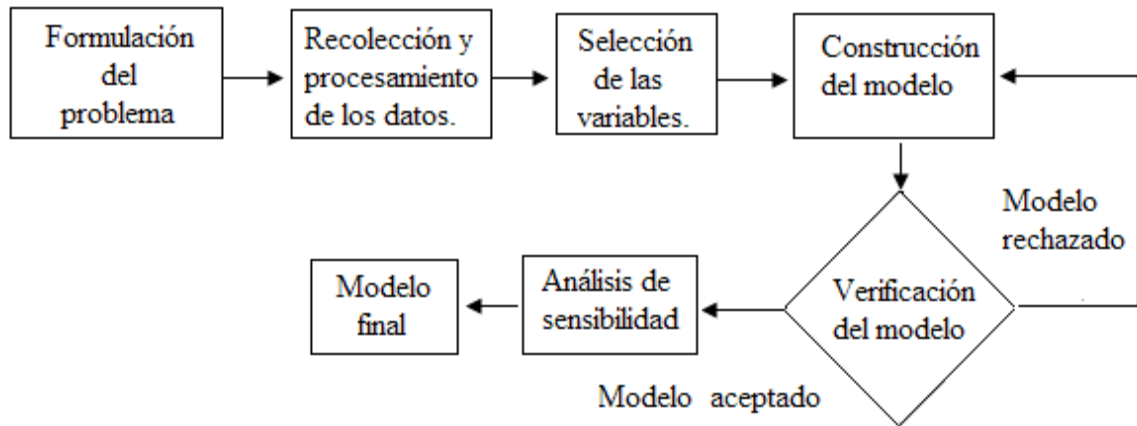 Formulación
del
problema
Recolección y
procesamiento
de los datos.
Selección
de las
variables.
Construcción
del modelo
Modelo
rechazado
Verificación
del modelo
Análisis de
sensibilidad
Modelo
final
Modelo aceptado